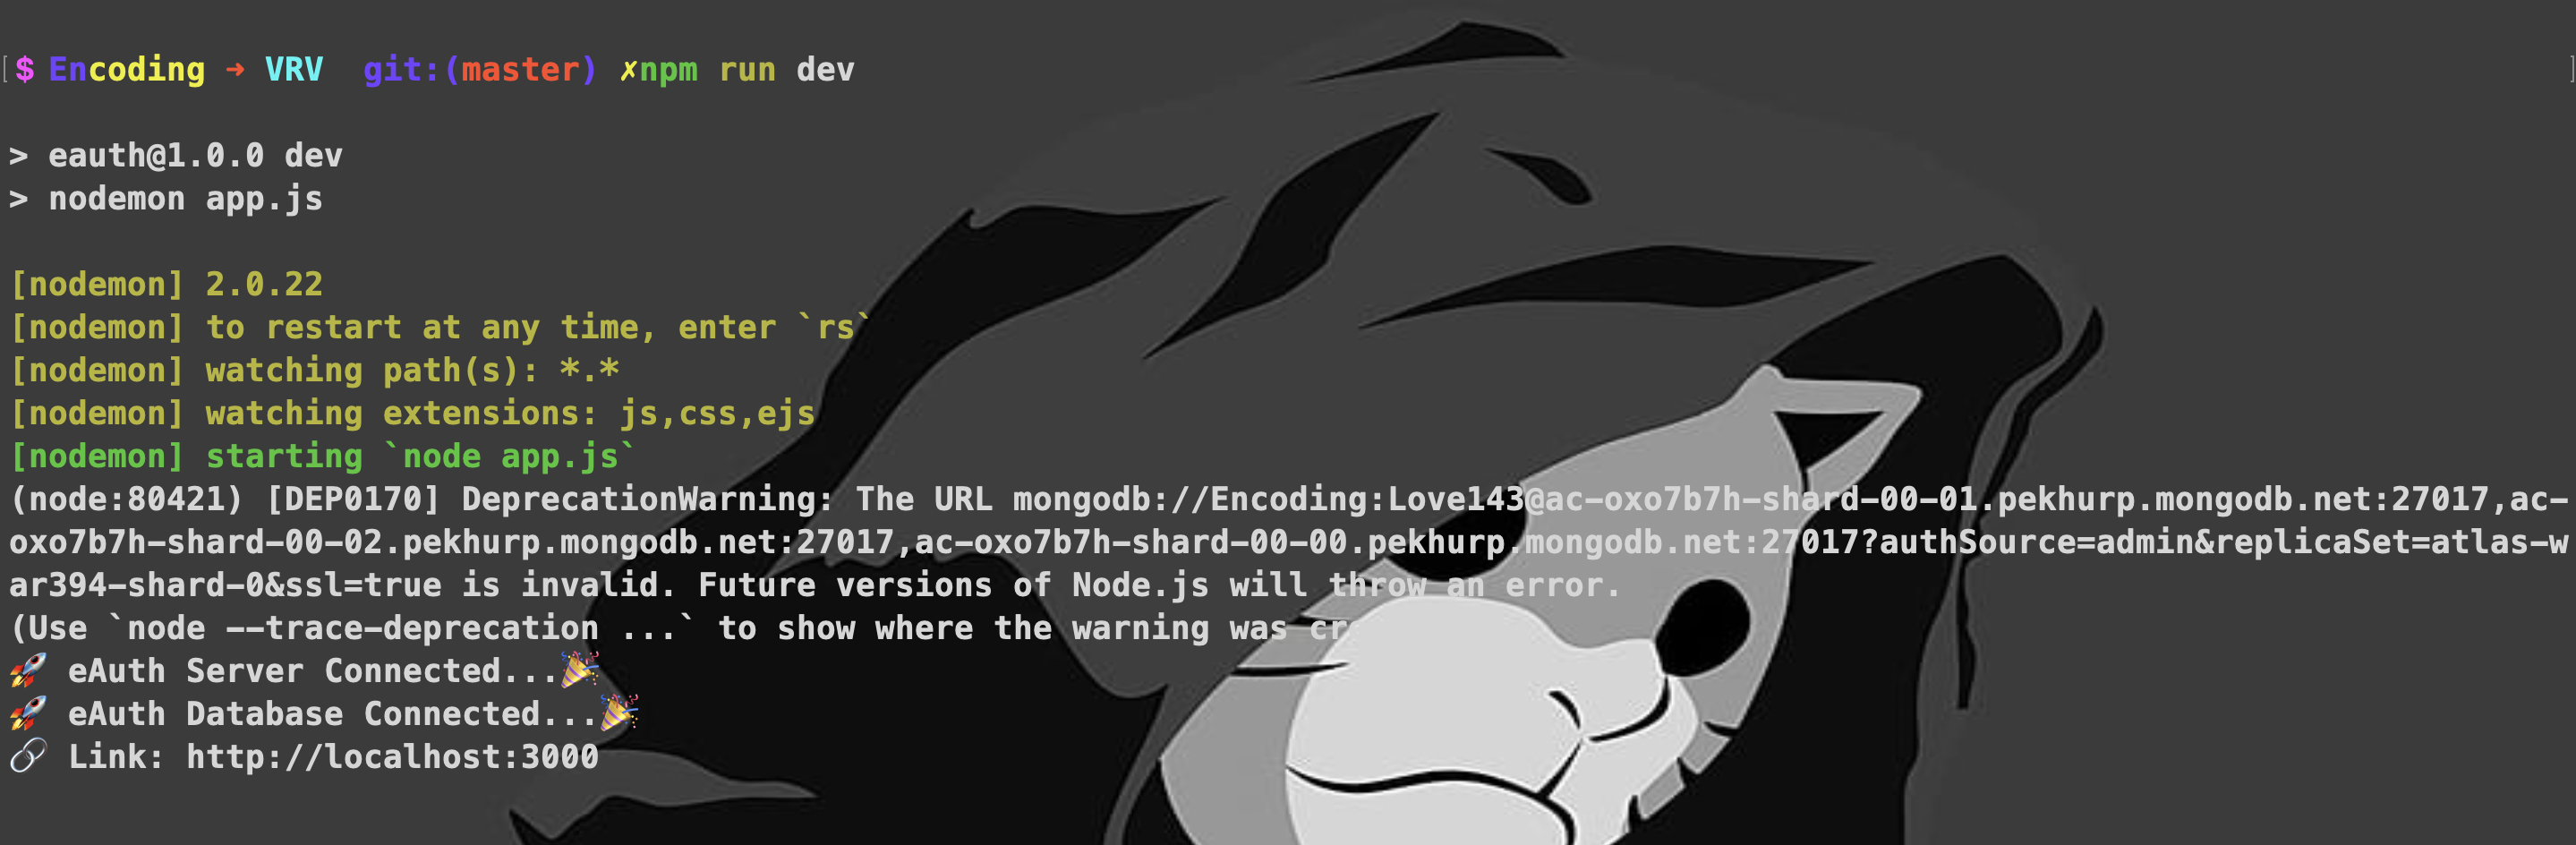 [$ Encoding → VRV git:(master) ✗npm run dev ]
> eauth@1.0.0 dev
> nodemon app.js
[nodemon] 2.0.22
[nodemon] to restart at any time, enter `rs`
[nodemon] watching path(s): *.*
[nodemon] watching extensions: js,css,ejs
[nodemon] starting `node app.js`
(node:80421) [DEP0170] DeprecationWarning: The URL mongodb://Encoding:Love143@ac-oxo7b7h-shard-00-01.pekhurp.mongodb.net:27017,ac-
oxo7b7h-shard-00-02.pekhurp.mongodb.net:27017,ac-oxo7b7h-shard-00-00.pekhurp.mongodb.net:27017?authSource=admin&replicaSet=atlas-w
ar394-shard-0&ssl=true is invalid. Future versions of Node.js will throw an error.
(Use `node --trace-deprecation ...` to show where the warning was
🚀 eAuth Server Connected...🎉
🚀 eAuth Database Connected...🎉
🔗 Link: http://localhost:3000